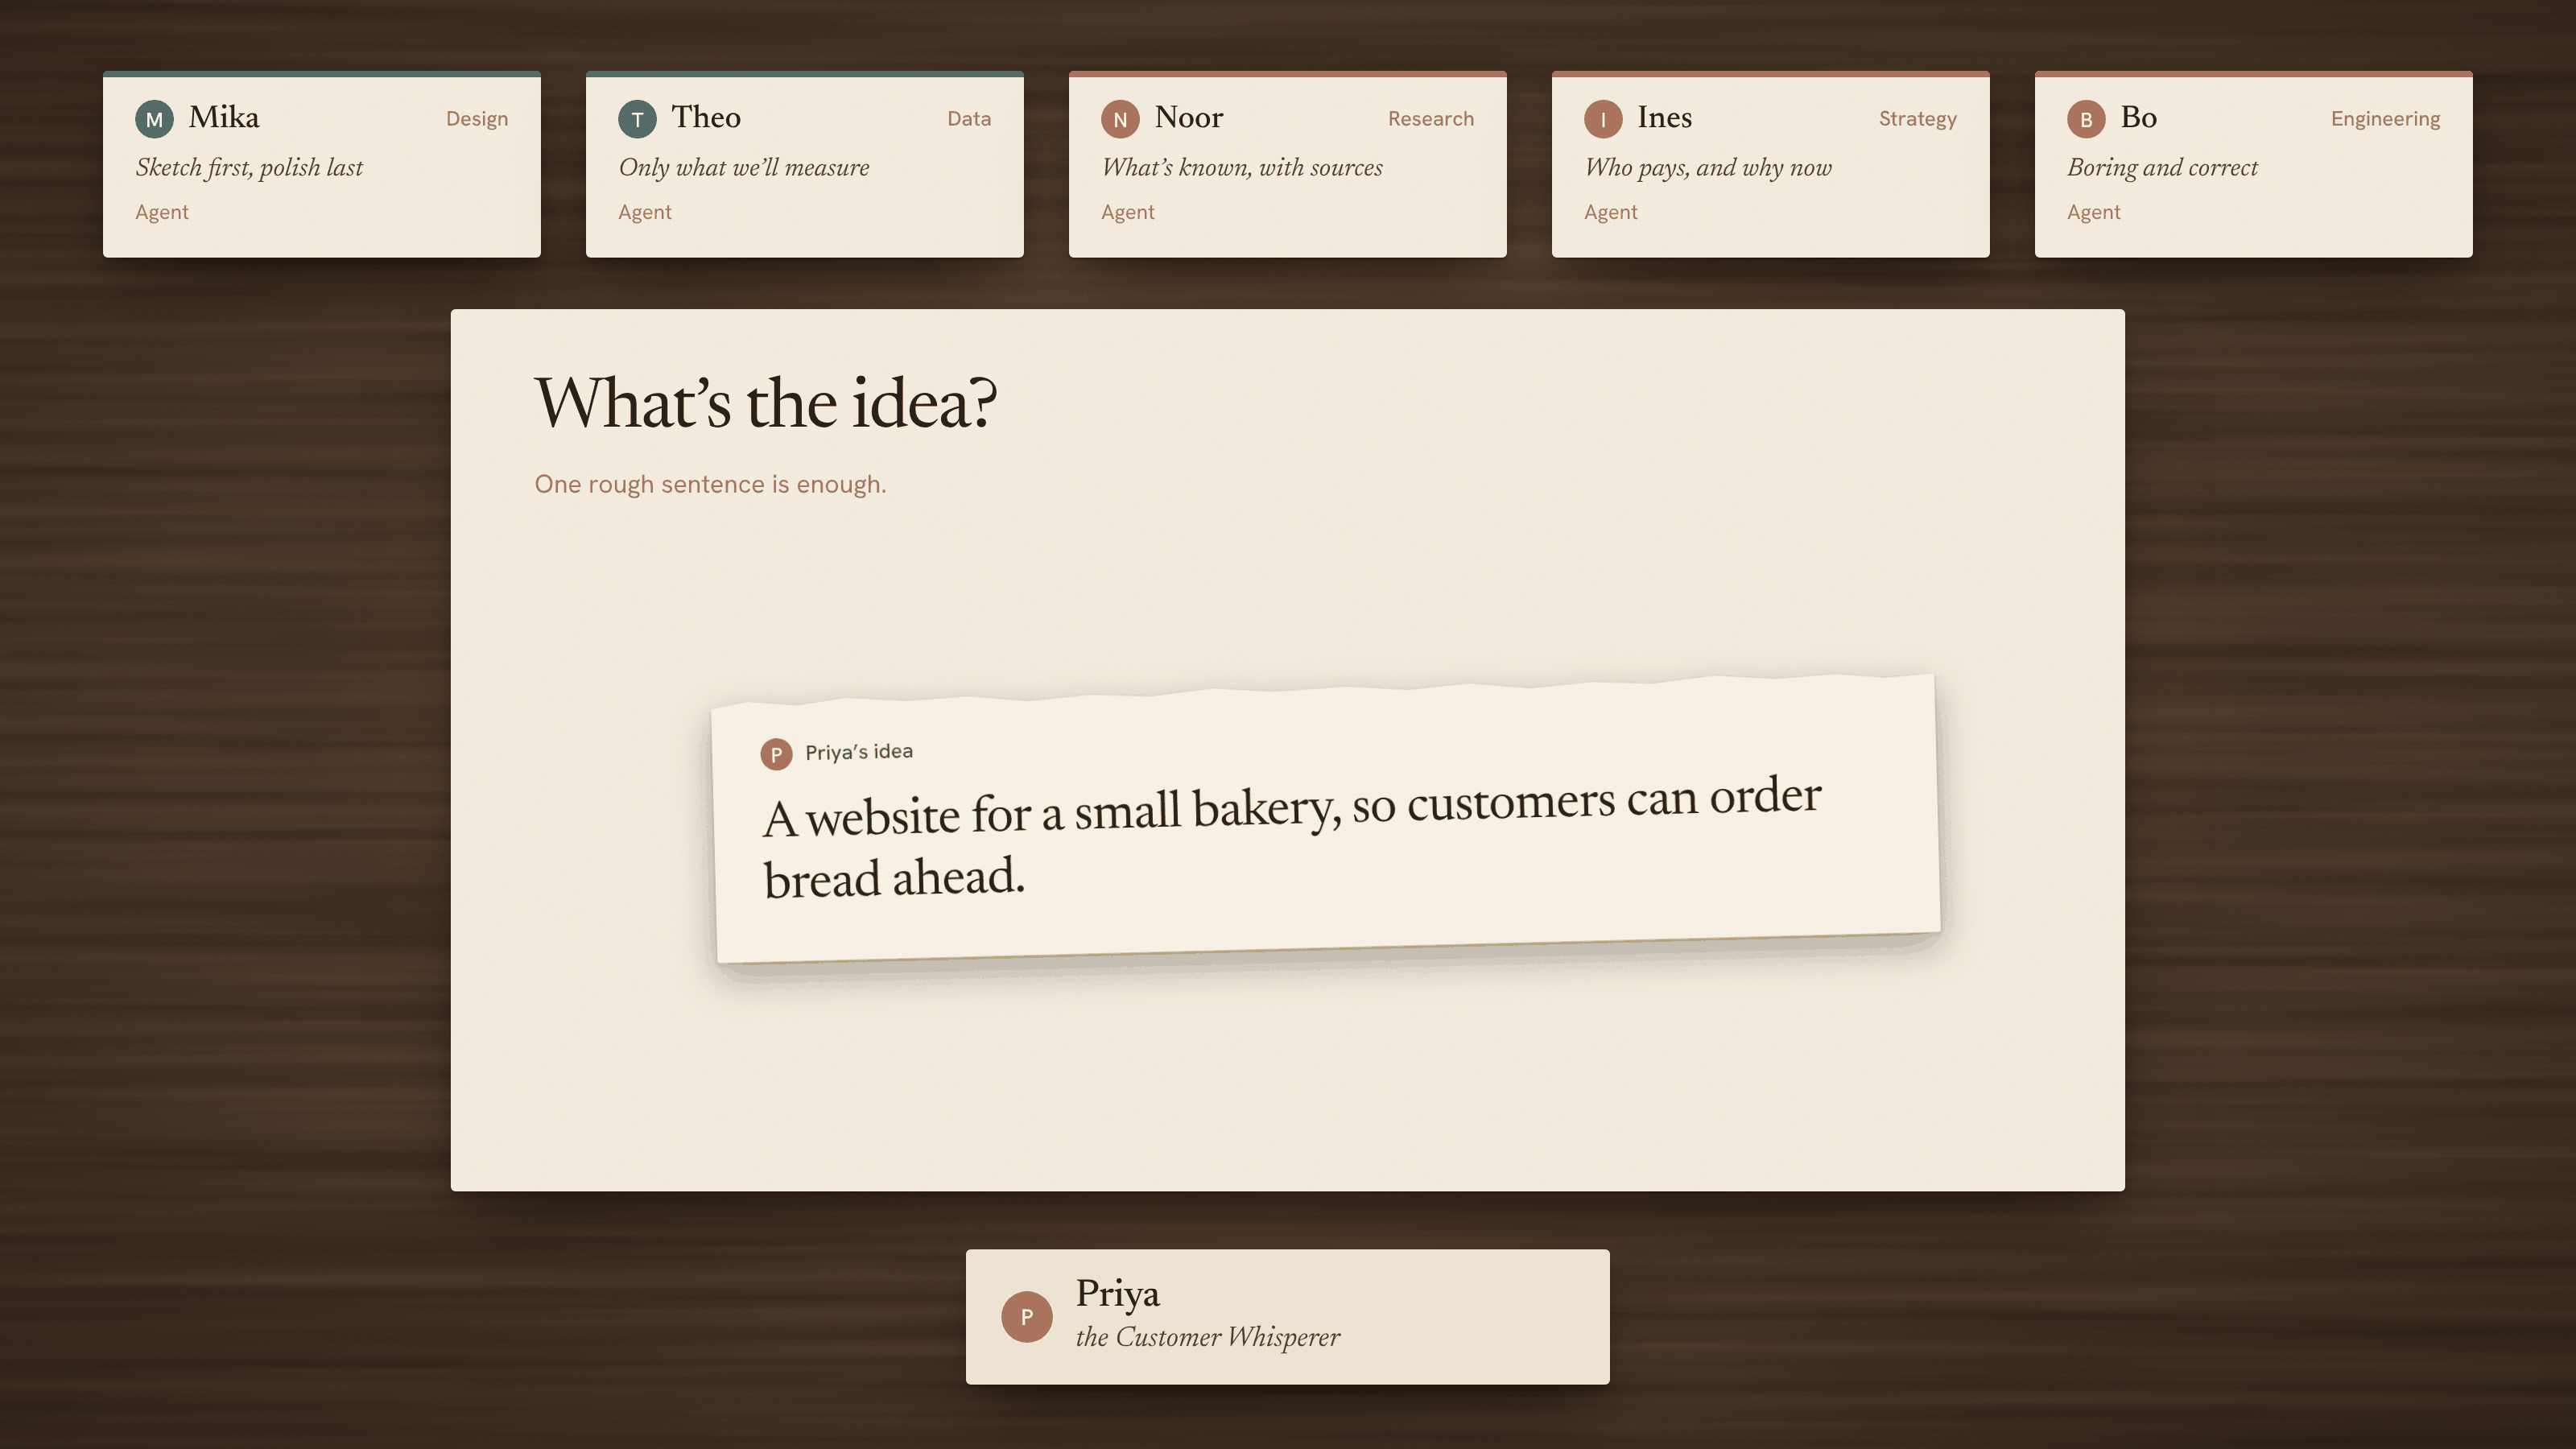 M Mika Design
Sketch first, polish last
Agent
T Theo Data
Only what we’ll measure
Agent
N Noor Research
What’s known, with sources
Agent
I Ines Strategy
Who pays, and why now
Agent
B Bo Engineering
Boring and correct
Agent
What’s the idea?
One rough sentence is enough.
P Priya’s idea
A website for a small bakery, so customers can order
bread ahead.
P Priya
the Customer Whisperer